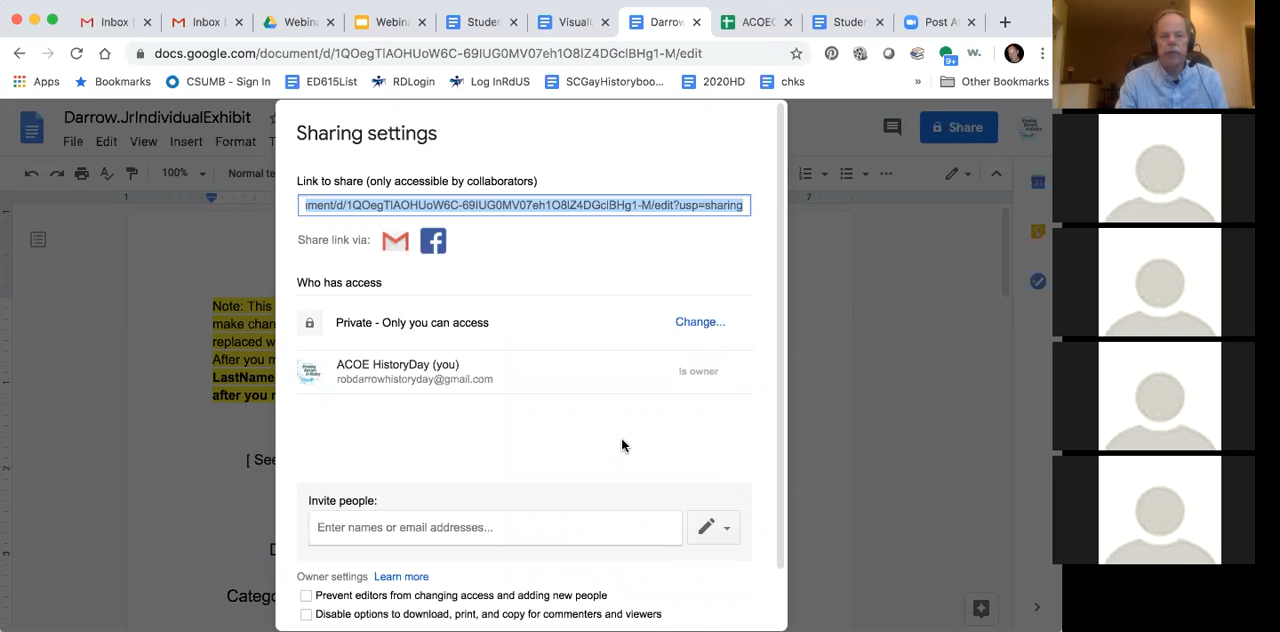 Inbox
Inbox
Webin
Webin
Studer
Visual
Darrow
ACOEC
Studer
Post A
docs.google.com/document/d/1QOegTlAOHUoW6C-69IUG0MV07eh1O8lZ4DGclBHg1-M/edit
9+
Apps
Bookmarks
CSUMB - Sign In
ED615List
RDLogin
Log InRdUS
SCGayHistoryboo...
2020HD
chks
»
Other Bookmarks
Darrow.JrIndividualExhibit
File Edit View Insert Format T
Share
100%
Normal te
1
7
Sharing settings
Link to share (only accessible by collaborators)
ıment/d/1QOegTlAOHUoW6C-69IUG0MV07eh1O8lZ4DGclBHg1-M/edit?usp=sharing
Share link via:
Who has access
Private - Only you can access
Change...
ACOE HistoryDay (you)
robdarrowhistoryday@gmail.com
Is owner
Note: This
make chan
replaced w
After you m
LastName
after you m
[ See
D
Catego
Invite people:
Enter names or email addresses...
Owner settings Learn more
Prevent editors from changing access and adding new people
Disable options to download, print, and copy for commenters and viewers